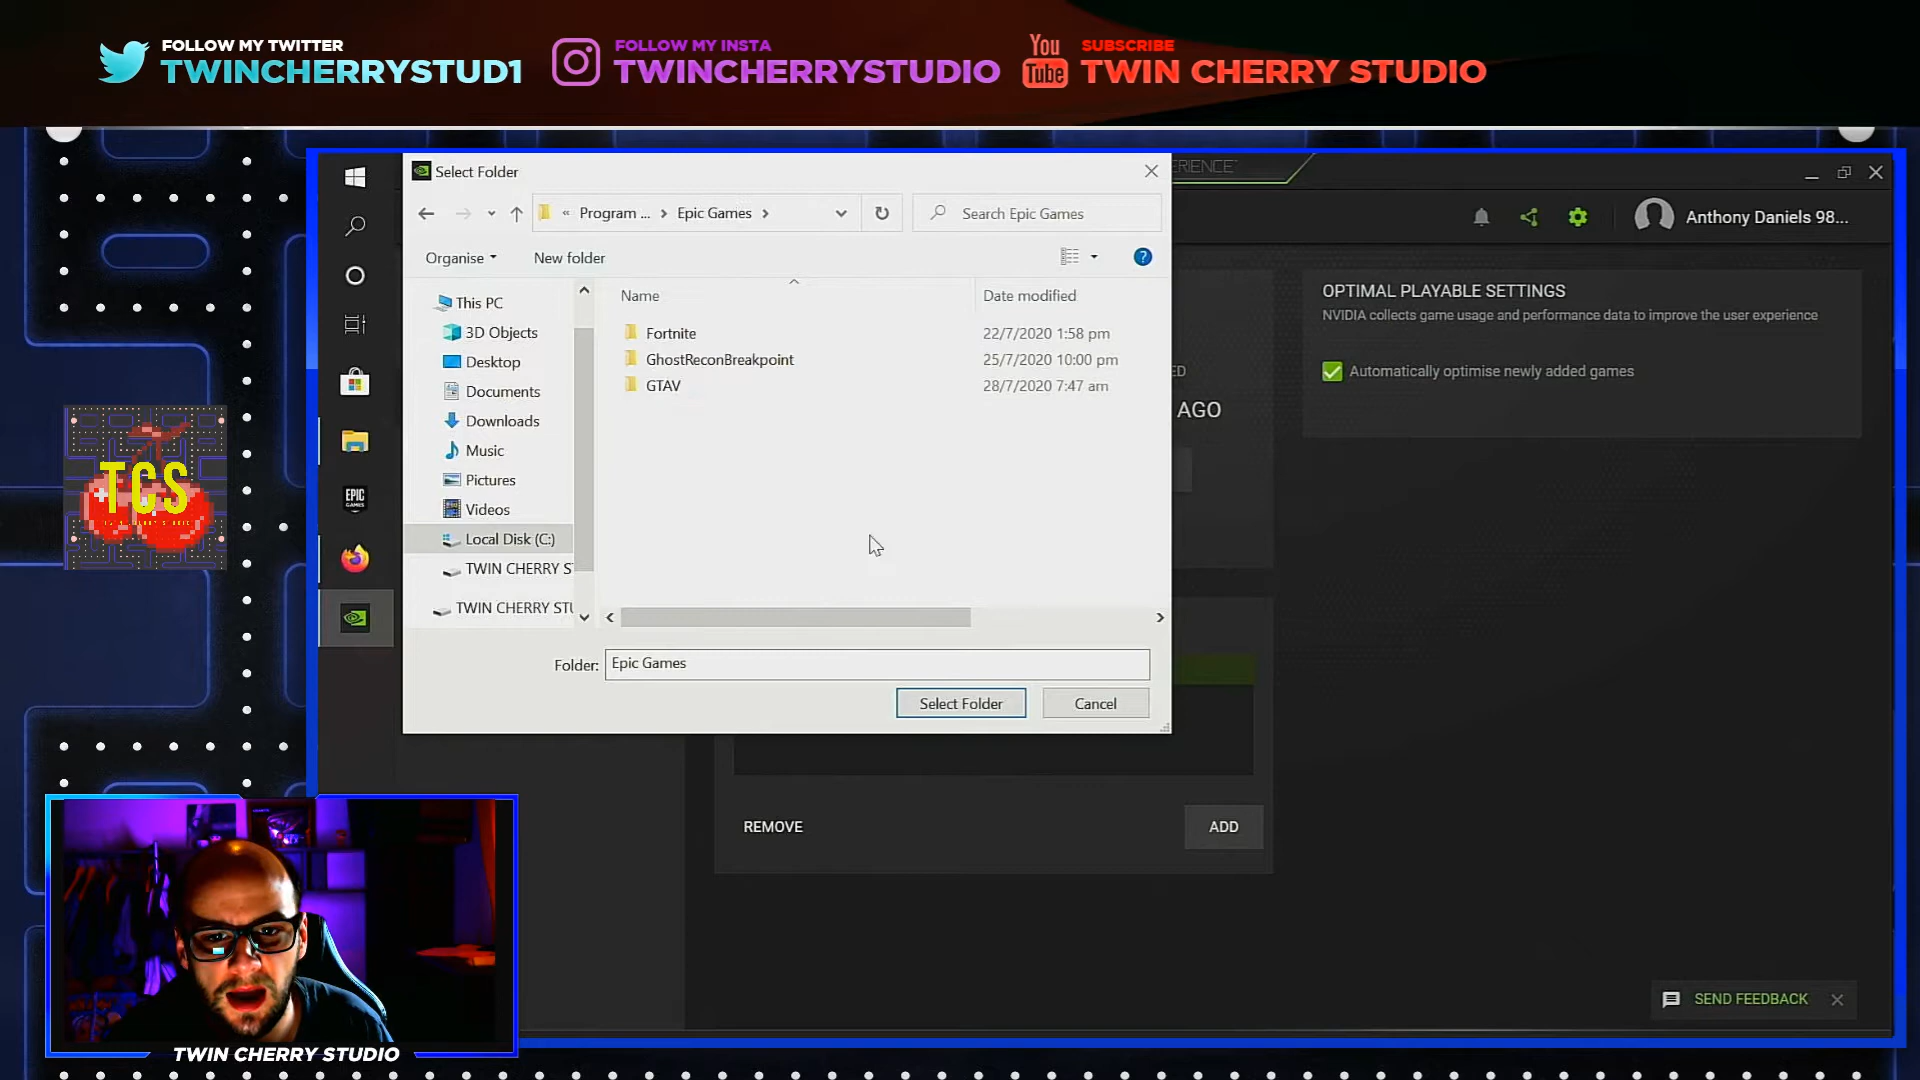 FOLLOW MY TWITTER
TWINCHERRYSTUD1
FOLLOW MY INSTA
TWINCHERRYSTUDIO
You
Tube
SUBSCRIBE
TWIN CHERRY STUDIO
Select Folder
ERIENCE
« Program ... > Epic Games >
Search Epic Games
Anthony Daniels 98...
Organise
New folder
?
Name
Date modified
This PC
3D Objects
Desktop
Documents
Downloads
Music
Pictures
Videos
Local Disk (C:)
TWIN CHERRY S
TWIN CHERRY STU
Fortnite
22/7/2020 1:58 pm
GhostReconBreakpoint
25/7/2020 10:00 pm
GTAV
28/7/2020 7:47 am
OPTIMAL PLAYABLE SETTINGS
NVIDIA collects game usage and performance data to improve the user experience
Automatically optimise newly added games
ED
AGO
EPIC
GAMES
TCS
Folder:
Epic Games
Select Folder
Cancel
REMOVE
ADD
SEND FEEDBACK
TWIN CHERRY STUDIO